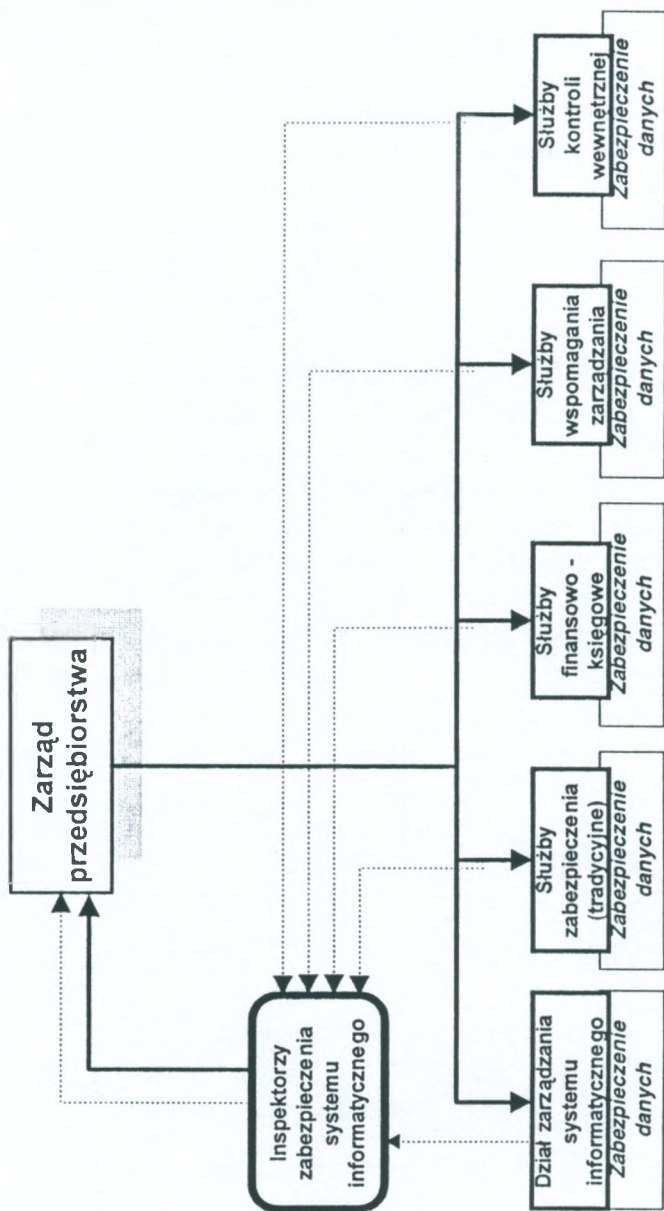 Zarząd
przedsiębiorstwa
Inspektorzy
zabezpieczenia
systemu
informatycznego
Dział zarządzania
systemu
informatycznego
Zabezpieczenie
danych
Służby
zabezpieczenia
(tradycyjne)
Zabezpieczenie
danych
Służby
finansowo -
księgowe
Zabezpieczenie
danych
Służby
wspomagania
zarządzania
Zabezpieczenie
danych
Służby
kontroli
wewnętrznej
Zabezpieczenie
danych